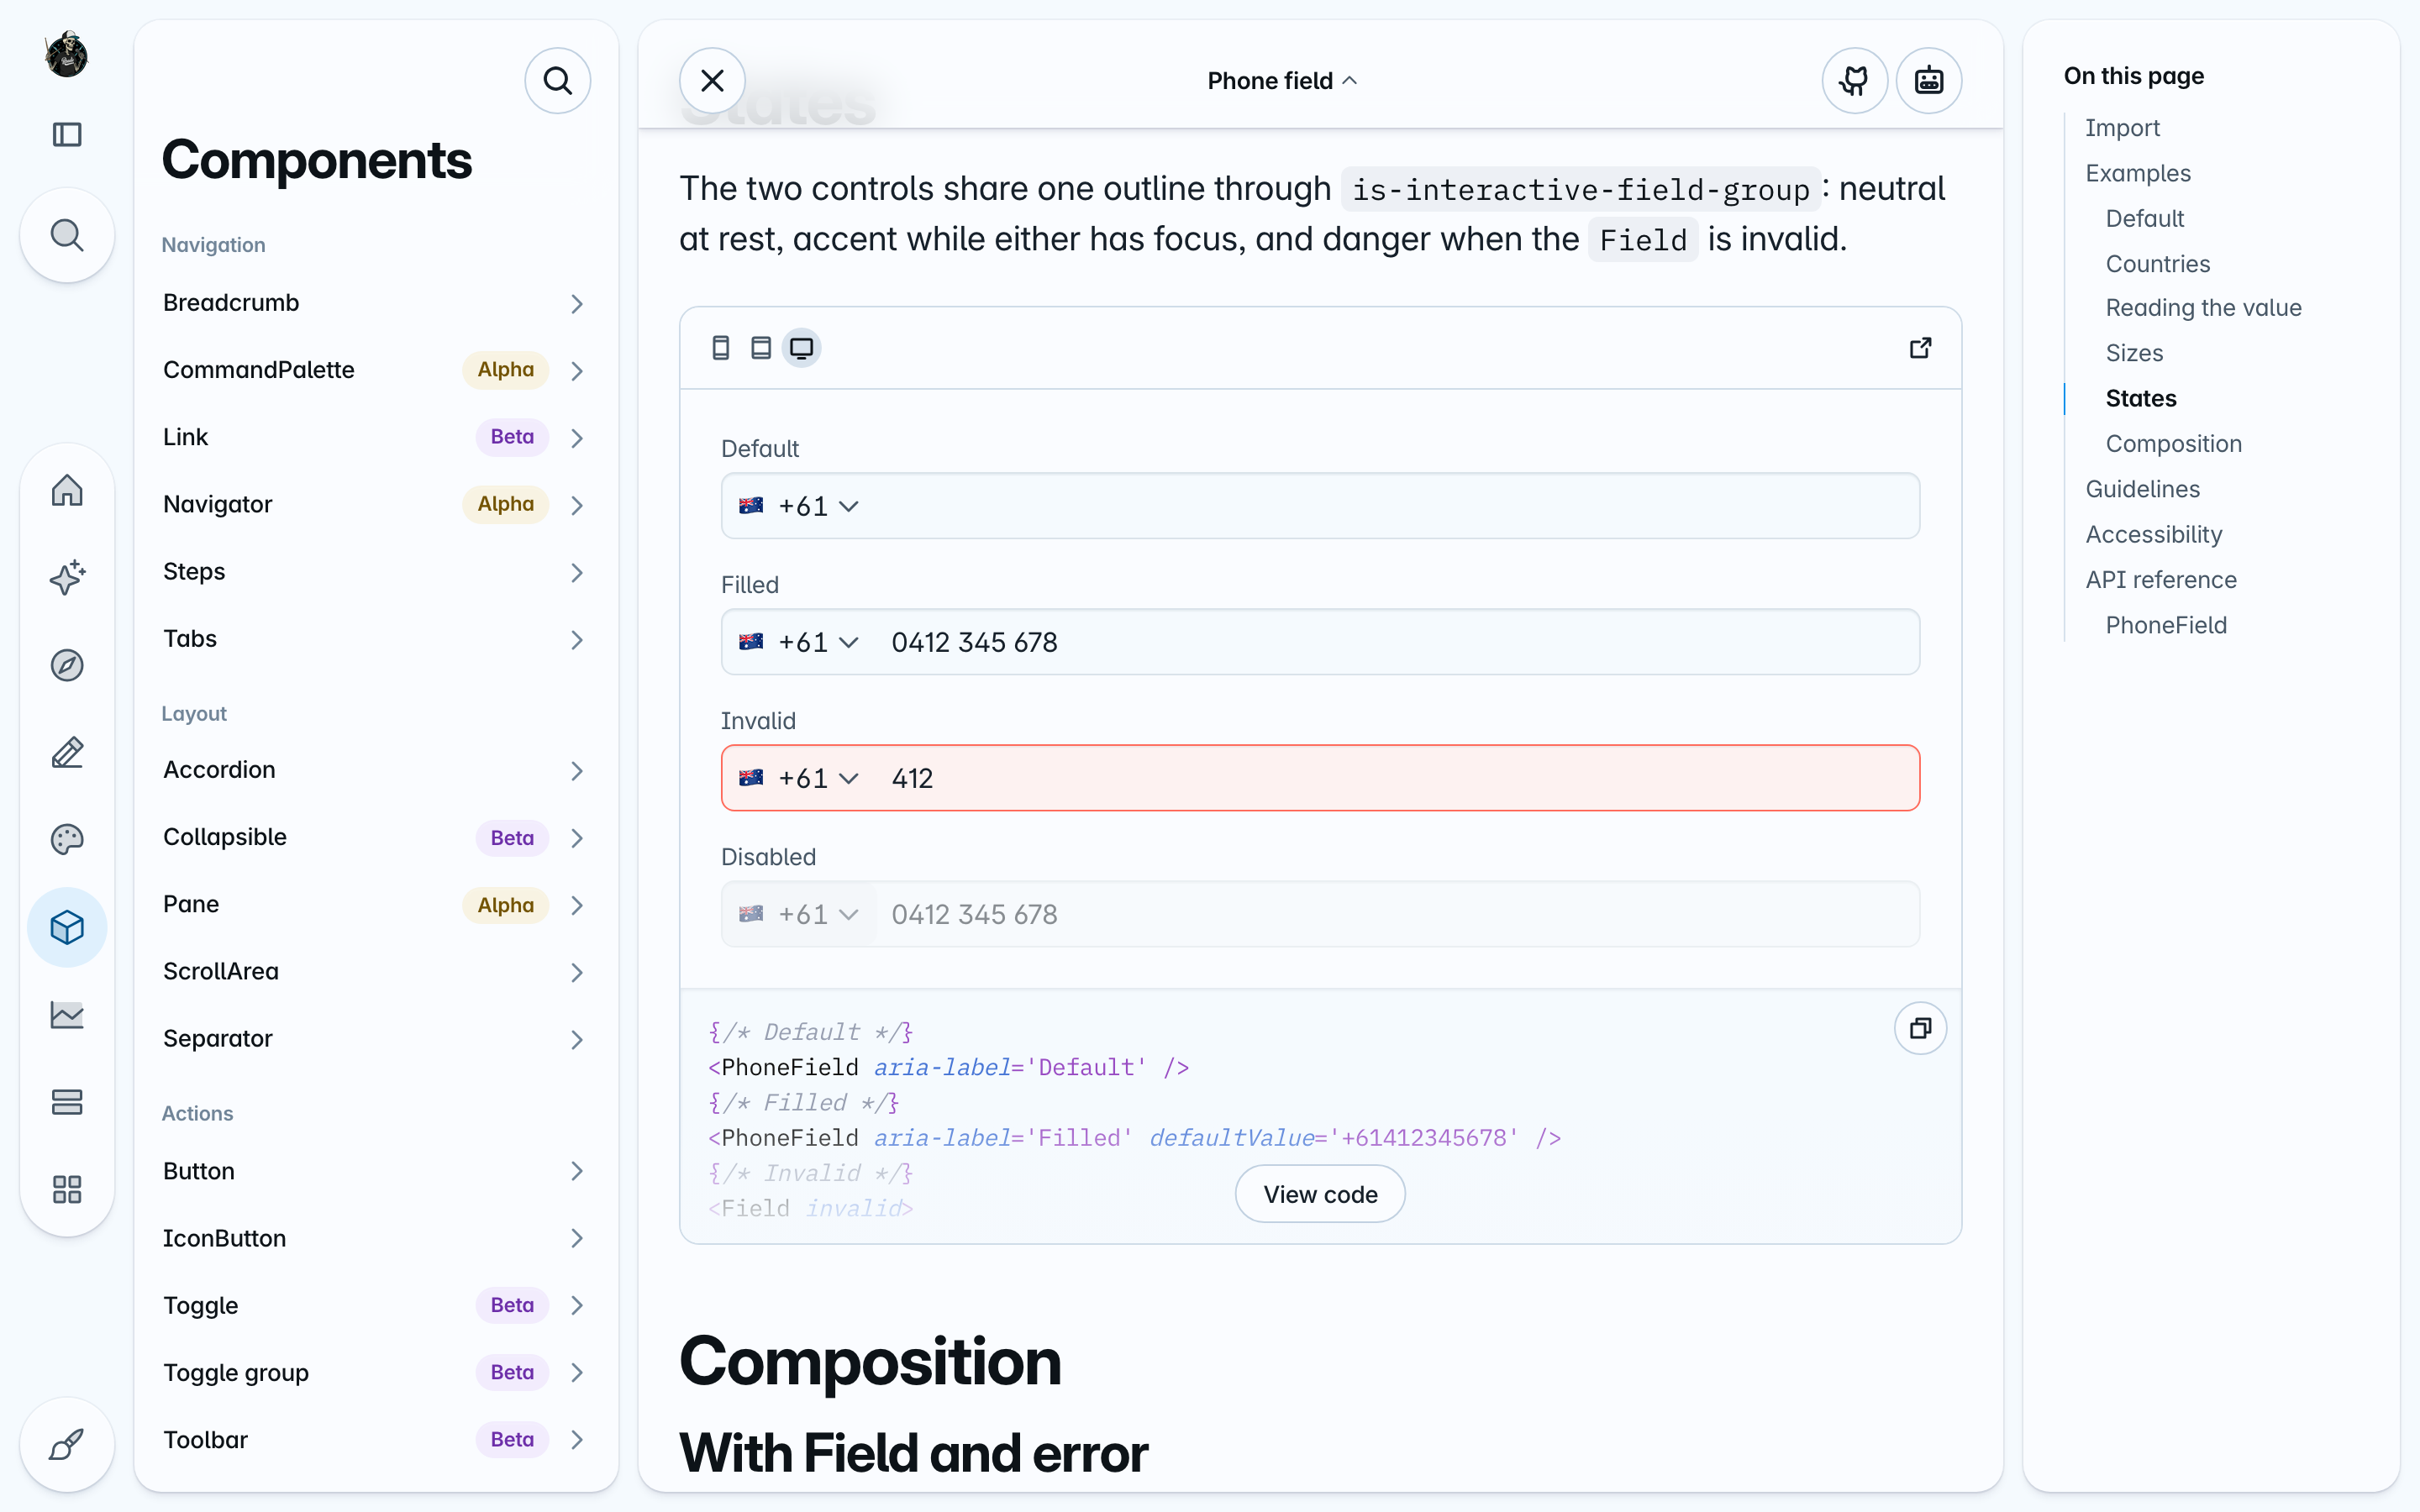 Components
Navigation
Breadcrumb
CommandPalette Alpha
Link Beta
Navigator Alpha
Steps
Tabs
Layout
Accordion
Collapsible Beta
Pane Alpha
ScrollArea
Separator
Actions
Button
IconButton
Toggle Beta
Toggle group Beta
Toolbar Beta
Phone field
States
The two controls share one outline through is-interactive-field-group: neutral
at rest, accent while either has focus, and danger when the Field is invalid.
Default
+61
Filled
+61 0412 345 678
Invalid
+61 412
Disabled
+61 0412 345 678
{/* Default */}
<PhoneField aria-label='Default' />
{/* Filled */}
<PhoneField aria-label='Filled' defaultValue='+61412345678' />
{/* Invalid */}
<Field invalid>
View code
Composition
With Field and error
On this page
Import
Examples
Default
Countries
Reading the value
Sizes
States
Composition
Guidelines
Accessibility
API reference
PhoneField